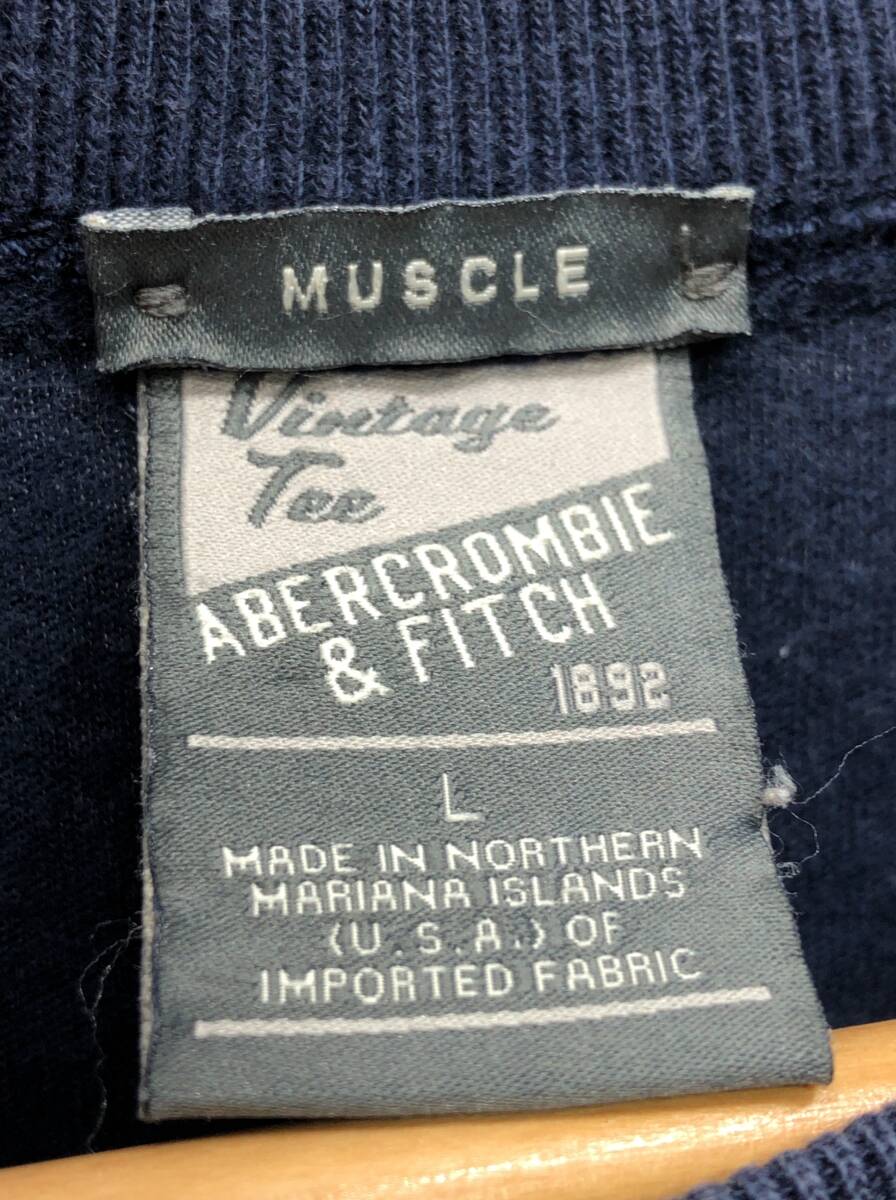 MUSCLE
Vintage
Tee
ABERCROMBIE
& FITCH
1892
L
MADE IN NORTHERN
MARIANA ISLANDS
(U.S.A.) OF
IMPORTED FABRIC